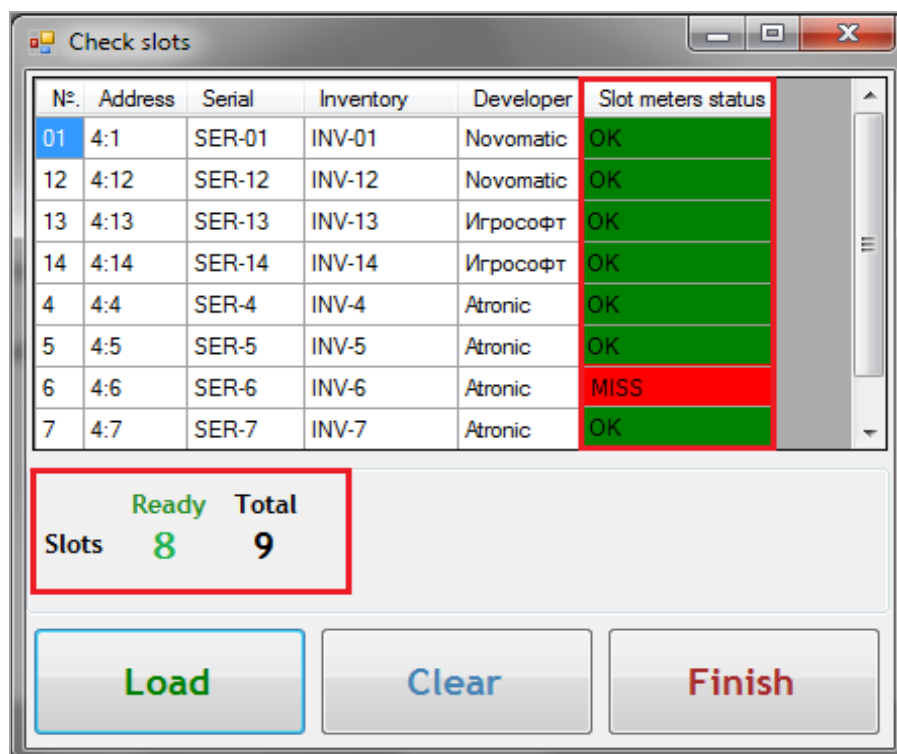 Check slots
№. Address Serial Inventory Developer Slot meters status
01 4:1 SER-01 INV-01 Novomatic OK
12 4:12 SER-12 INV-12 Novomatic OK
13 4:13 SER-13 INV-13 Игрософт OK
14 4:14 SER-14 INV-14 Игрософт OK
4 4:4 SER-4 INV-4 Atronic OK
5 4:5 SER-5 INV-5 Atronic OK
6 4:6 SER-6 INV-6 Atronic MISS
7 4:7 SER-7 INV-7 Atronic OK
Ready Total
Slots 8 9
Load Clear Finish